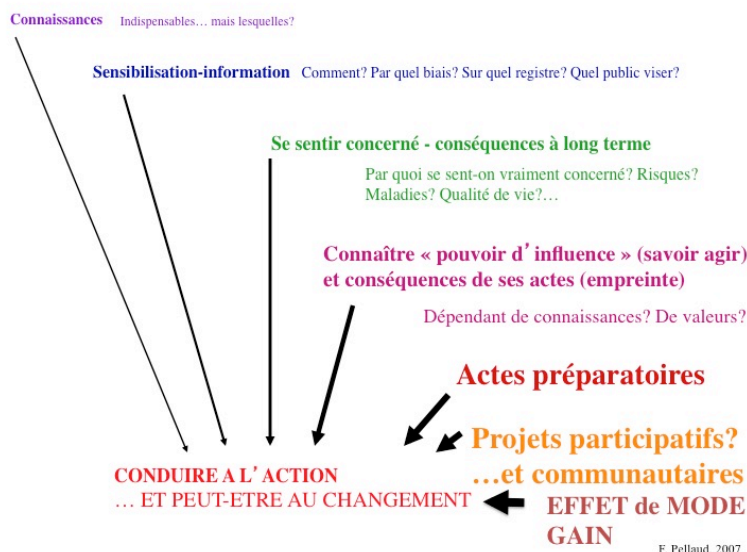 Connaissances Indispensables… mais lesquelles?
Sensibilisation-information Comment? Par quel biais? Sur quel registre? Quel public viser?
Se sentir concerné - conséquences à long terme
Par quoi se sent-on vraiment concerné? Risques?
Maladies? Qualité de vie?…
Connaître « pouvoir d’influence » (savoir agir)
et conséquences de ses actes (empreinte)
Dépendant de connaissances? De valeurs?
Actes préparatoires
Projets participatifs?
…et communautaires
CONDUIRE A L’ACTION
… ET PEUT-ETRE AU CHANGEMENT
EFFET de MODE
GAIN
F. Pellaud, 2007